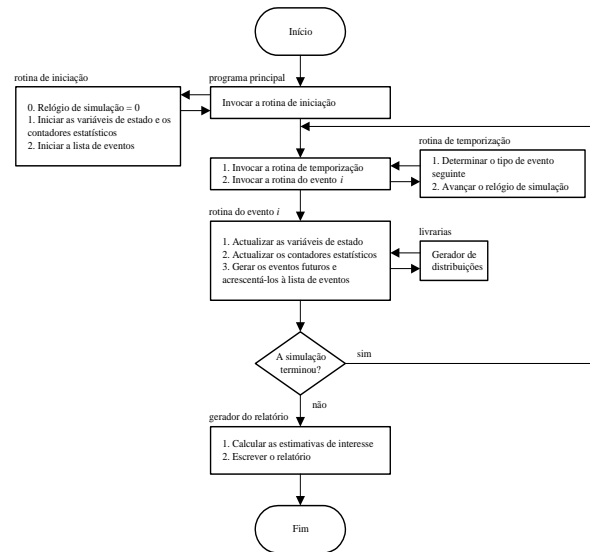 Início
rotina de iniciação
programa principal
0. Relógio de simulação = 0
1. Iniciar as variáveis de estado e os
contadores estatísticos
2. Iniciar a lista de eventos
Invocar a rotina de iniciação
rotina de temporização
1. Invocar a rotina de temporização
2. Invocar a rotina do evento i
1. Determinar o tipo de evento
seguinte
2. Avançar o relógio de simulação
rotina do evento i
livrarias
1. Actualizar as variáveis de estado
2. Actualizar os contadores estatísticos
3. Gerar os eventos futuros e
acrescentá-los à lista de eventos
Gerador de
distribuições
A simulação
terminou?
sim
não
gerador do relatório
1. Calcular as estimativas de interesse
2. Escrever o relatório
Fim